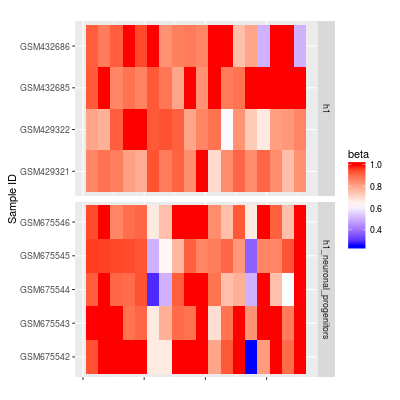 GSM432686
GSM432685
GSM429322
GSM429321
h1
GSM675546
GSM675545
GSM675544
GSM675543
GSM675542
h1_neuronal_progenitors
Sample ID
beta
1.0
0.8
0.6
0.4